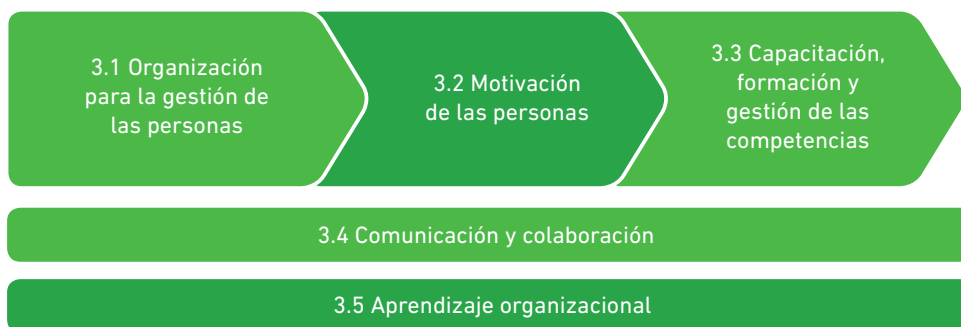 3.1 Organización
para la gestión de
las personas
3.2 Motivación
de las personas
3.3 Capacitación,
formación y
gestión de las
competencias
3.4 Comunicación y colaboración
3.5 Aprendizaje organizacional